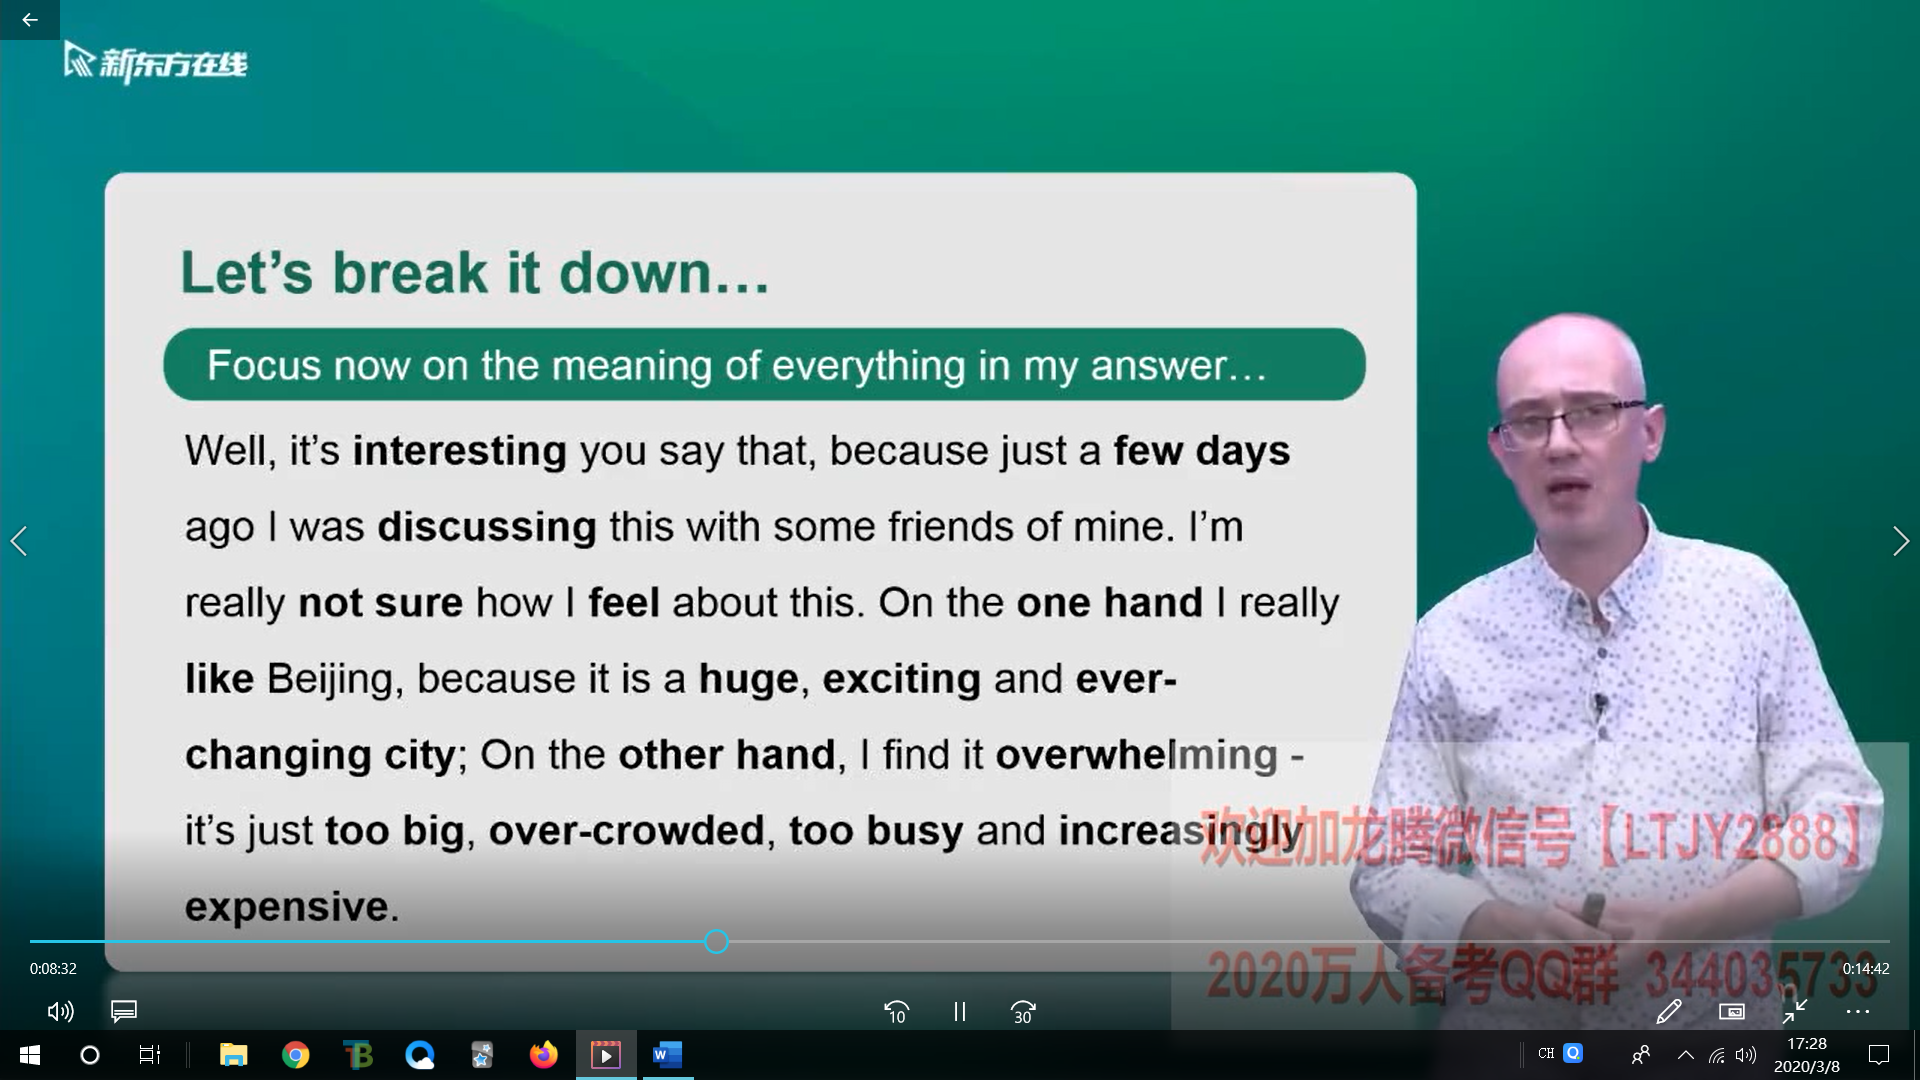 新东方在线
Let's break it down...
Focus now on the meaning of everything in my answer...
Well, it's interesting you say that, because just a few days
ago I was discussing this with some friends of mine. I'm
really not sure how I feel about this. On the one hand I really
like Beijing, because it is a huge, exciting and ever-
changing city; On the other hand, I find it overwhelming -
it's just too big, over-crowded, too busy and increasingly
expensive.
欢迎加龙腾微信号【LTJY2888】
2020万人备考QQ群 344035733
0:08:32
0:14:42
10
30
CH
17:28
2020/3/8